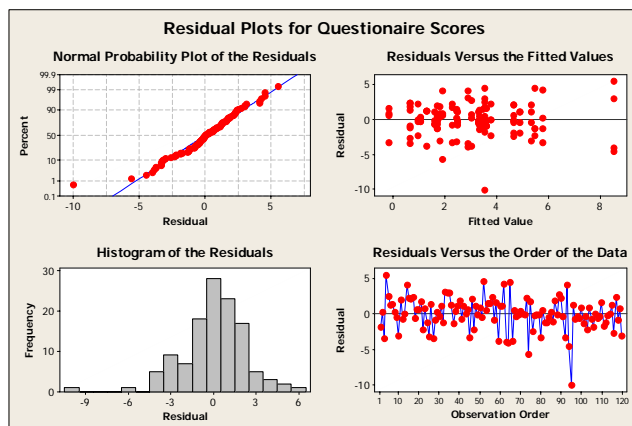 Residual Plots for Questionaire Scores
Normal Probability Plot of the Residuals
99.9
99
90
50
10
1
0.1
Percent
-10 -5 0 5
Residual
Residuals Versus the Fitted Values
5
0
-5
-10
Residual
0 2 4 6 8
Fitted Value
Histogram of the Residuals
30
20
10
0
Frequency
-9 -6 -3 0 3 6
Residual
Residuals Versus the Order of the Data
5
0
-5
-10
Residual
1 10 20 30 40 50 60 70 80 90 100 110 120
Observation Order